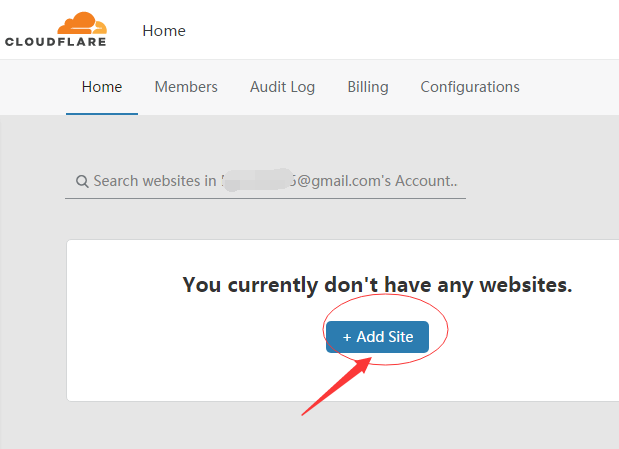 CLOUDFLARE Home
Home Members Audit Log Billing Configurations
Search websites in 5@gmail.com's Account..
You currently don't have any websites.
+ Add Site